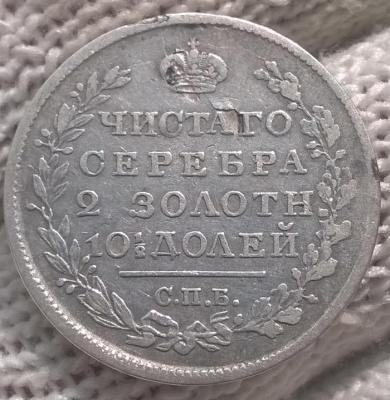 ЧИСТАГО
СЕРЕБРА
2 ЗОЛОТН
10½ ДОЛЕЙ
С.П.Б.